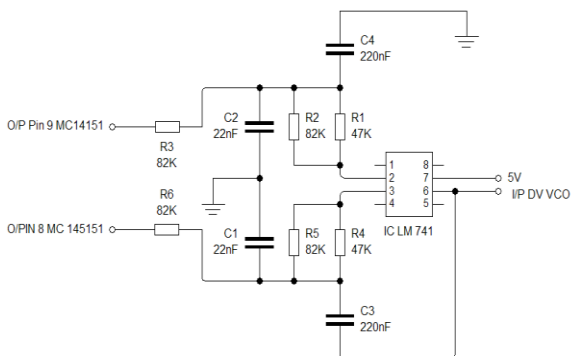 C4
220nF
O/P Pin 9 MC14151
R3
82K
C2
22nF
R2
82K
R1
47K
1
2
3
4
8
7
6
5
5V
I/P DV VCO
IC LM 741
R6
82K
O/PIN 8 MC 145151
C1
22nF
R5
82K
R4
47K
C3
220nF